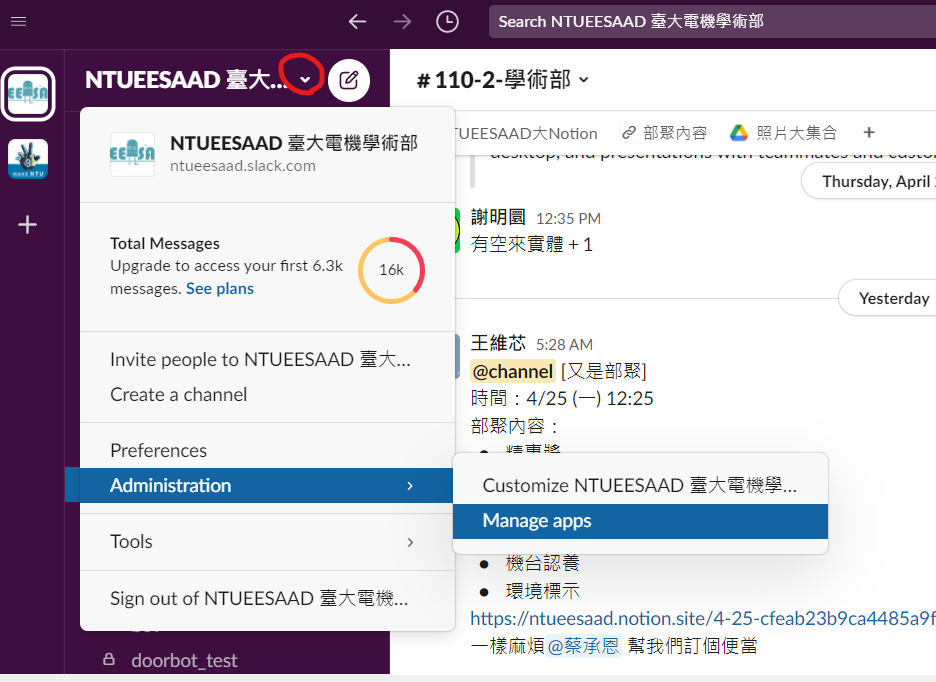 Search NTUEESAAD 臺大電機學術部
NTUEESAAD 臺大...
# 110-2-學術部
EESA
MAKE NTU
NTUEESAAD 臺大電機學術部
ntueesaad.slack.com
Total Messages
Upgrade to access your first 6.3k
messages. See plans
16k
Invite people to NTUEESAAD 臺大...
Create a channel
Preferences
Administration
Tools
Sign out of NTUEESAAD 臺大電機...
Customize NTUEESAAD 臺大電機學...
Manage apps
doorbot_test
TUEESAAD大Notion
部聚內容
照片大集合
desktop, and presentations with teammates and custo
Thursday, April
謝明圜 12:35 PM
有空來實體+1
Yesterday
王維芯 5:28 AM
@channel [又是部聚]
時間：4/25 (一) 12:25
部聚內容：
• 機台認養
• 環境標示
https://ntueesaad.notion.site/4-25-cfeab23b9ca4485a9f
一樣麻煩@蔡承恩 幫我們訂個便當